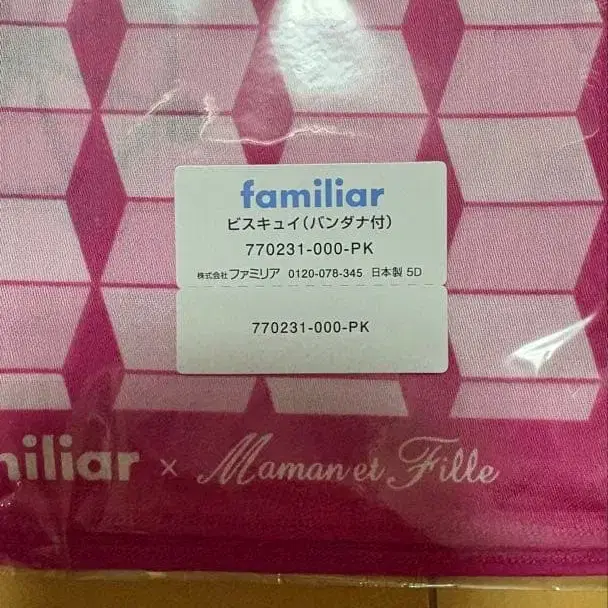 familiar
ビスキュイ(バンダナ付)
770231-000-PK
株式会社 ファミリア 0120-078-345 日本製 5D
770231-000-PK
miliar × Maman et Fille